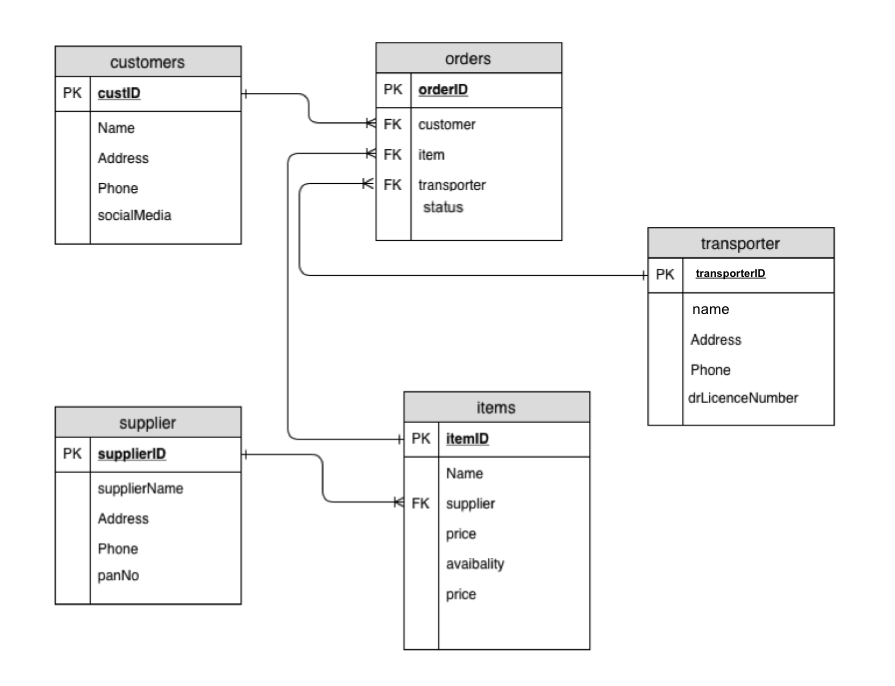 customers
PK custID
Name
Address
Phone
socialMedia
orders
PK orderID
FK customer
FK item
FK transporter
status
transporter
PK transporterID
name
Address
Phone
drLicenceNumber
supplier
PK supplierID
supplierName
Address
Phone
panNo
items
PK itemID
Name
FK supplier
price
avaibality
price